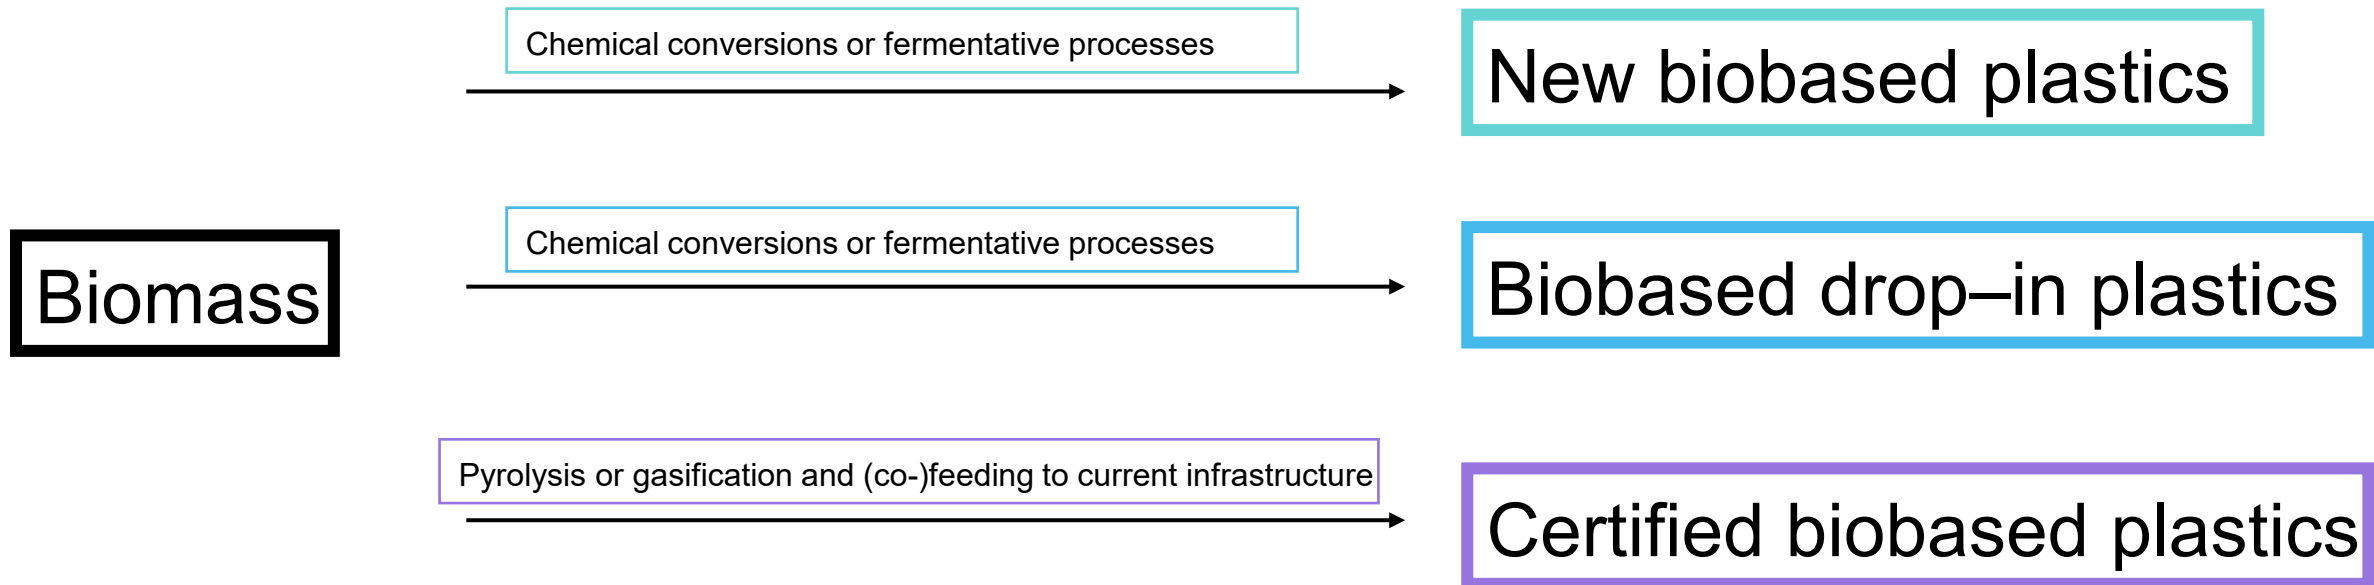 Chemical conversions or fermentative processes
New biobased plastics
Biomass
Chemical conversions or fermentative processes
Biobased drop–in plastics
Pyrolysis or gasification and (co-)feeding to current infrastructure
Certified biobased plastics